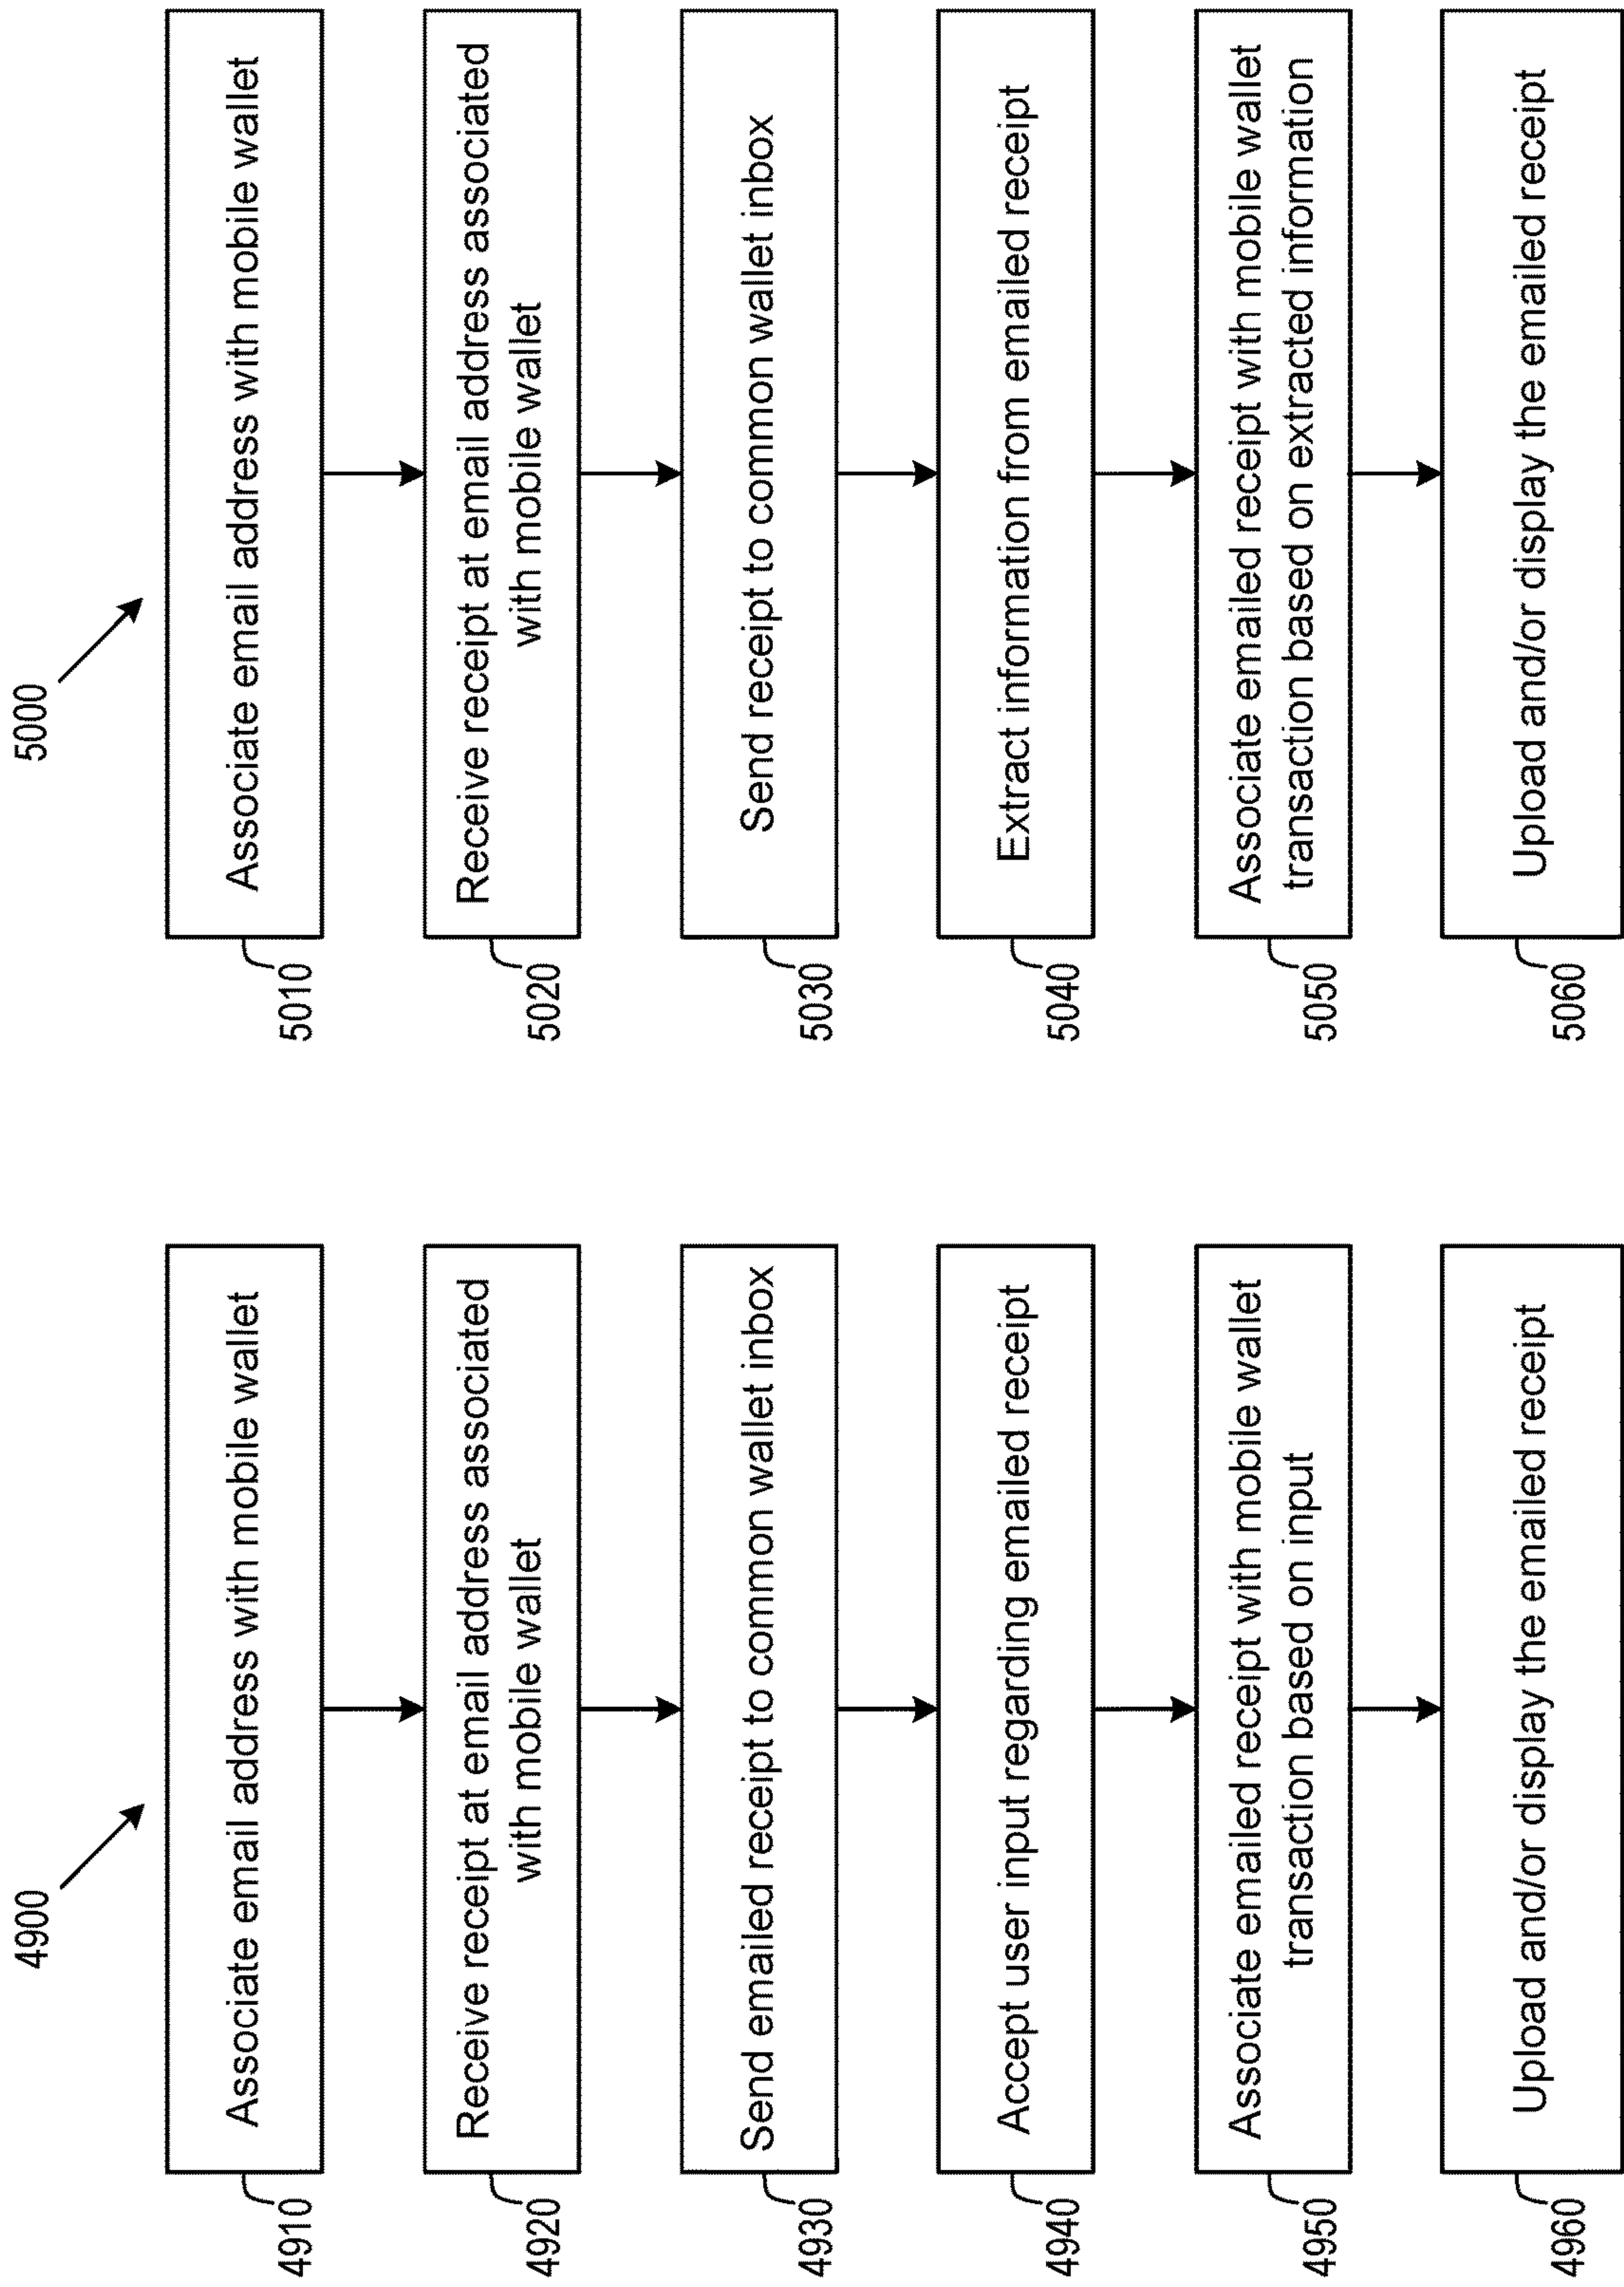 4900
4910
Associate email address with mobile wallet
4920
Receive receipt at email address associated
with mobile wallet
4930
Send emailed receipt to common wallet inbox
4940
Accept user input regarding emailed receipt
4950
Associate emailed receipt with mobile wallet
transaction based on input
4960
Upload and/or display the emailed receipt
5000
5010
Associate email address with mobile wallet
5020
Receive receipt at email address associated
with mobile wallet
5030
Send receipt to common wallet inbox
5040
Extract information from emailed receipt
5050
Associate emailed receipt with mobile wallet
transaction based on extracted information
5060
Upload and/or display the emailed receipt